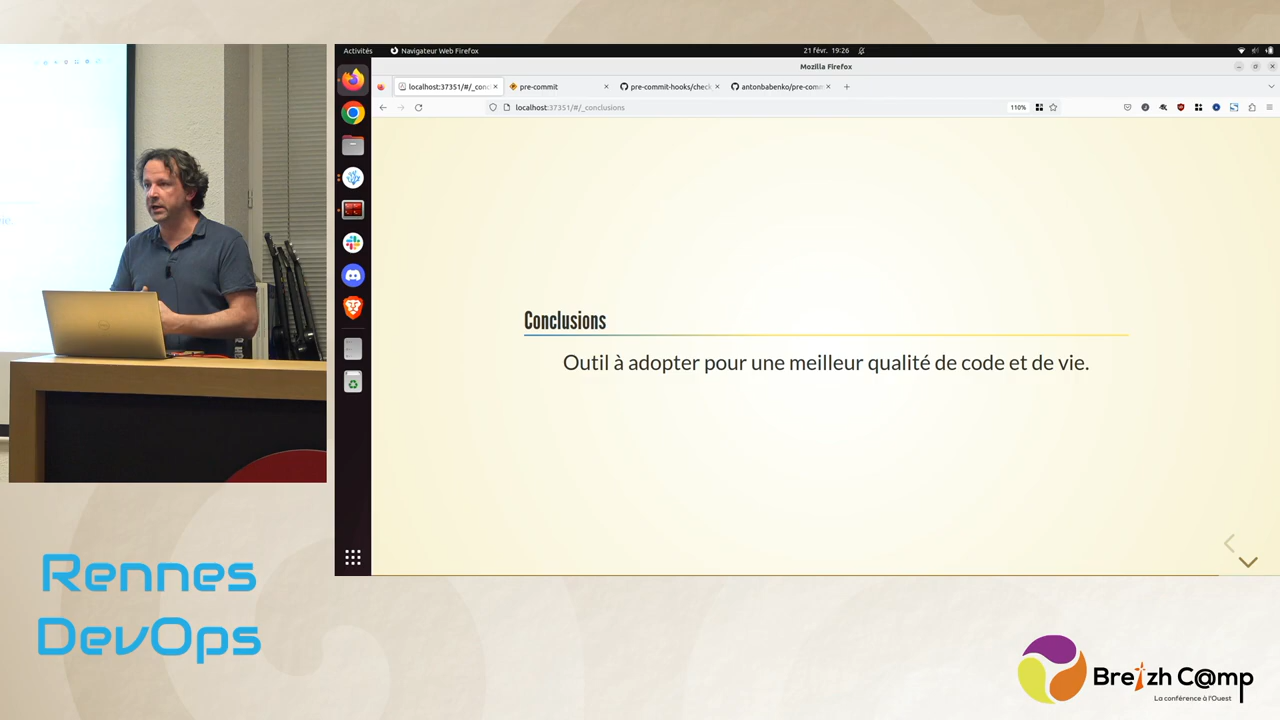 Activités
Navigateur Web Firefox
21 févr. 19:26
Mozilla Firefox
localhost:37351/#/_conc
pre-commit
pre-commit-hooks/check
antonbabenko/pre-comm
localhost:37351/#/_conclusions
110%
Conclusions
Outil à adopter pour une meilleur qualité de code et de vie.
Rennes
DevOps
Breizh C@mp
La conférence à l'Ouest